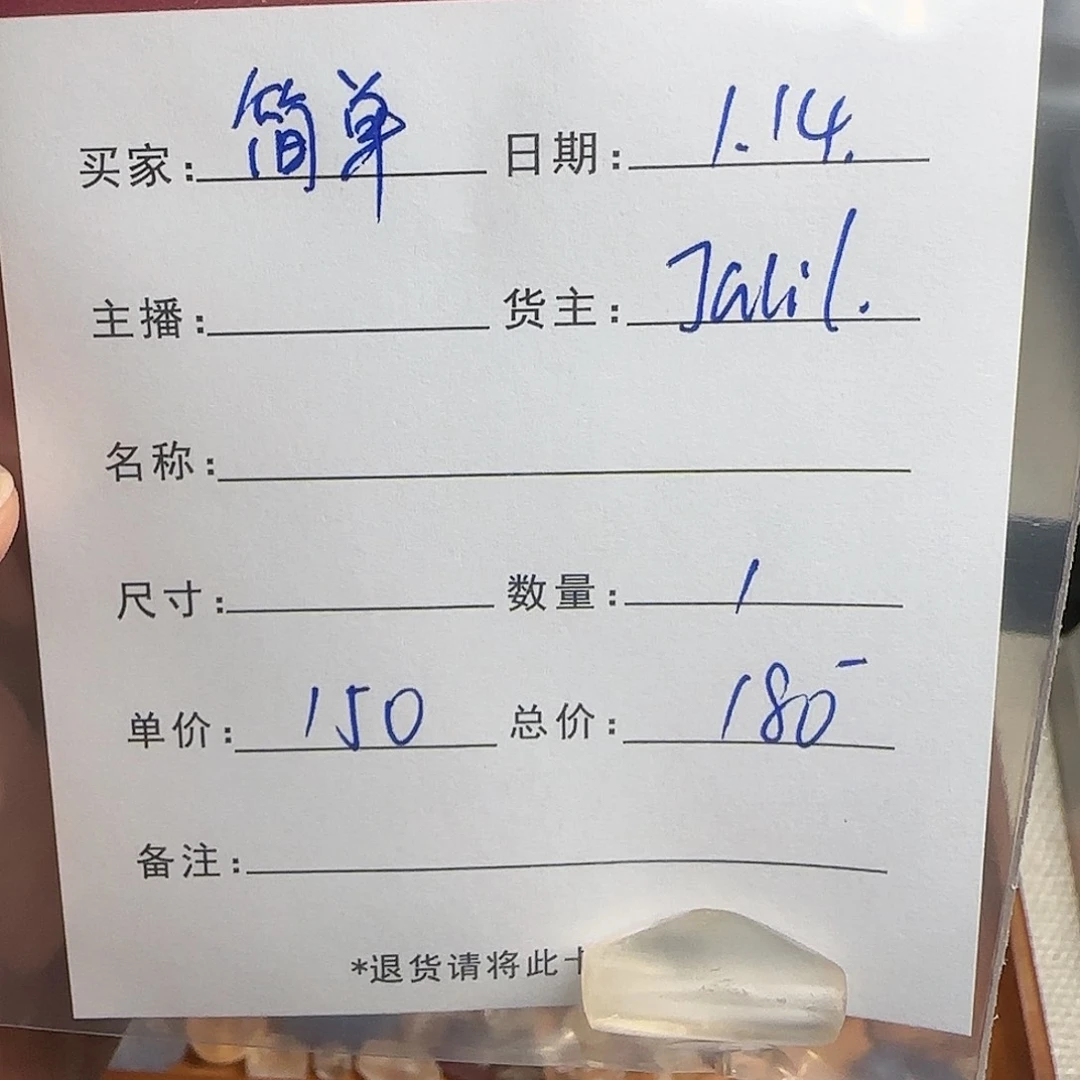 买家: 简单 日期: 1.14.
主播: 货主: Jalil.
名称:
尺寸: 数量: 1
单价: 150 总价: 180-
备注:
*退货请将此